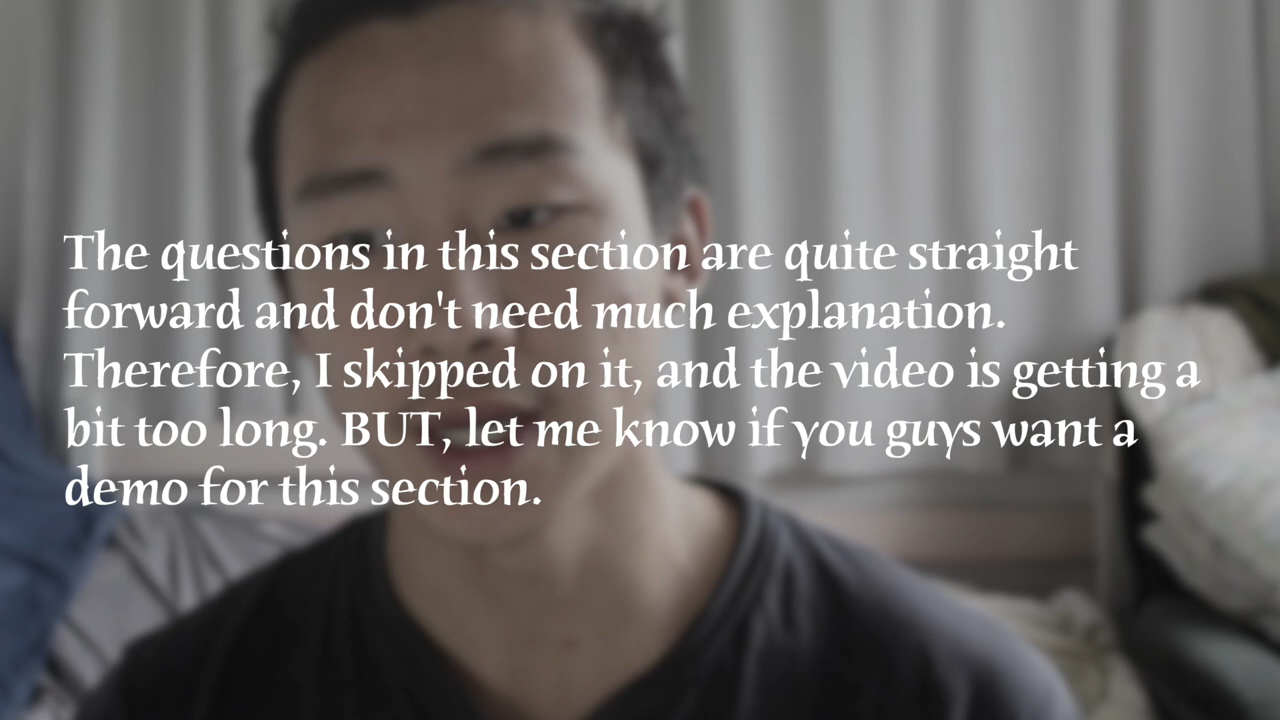 The questions in this section are quite straight
forward and don't need much explanation.
Therefore, I skipped on it, and the video is getting a
bit too long. BUT, let me know if you guys want a
demo for this section.